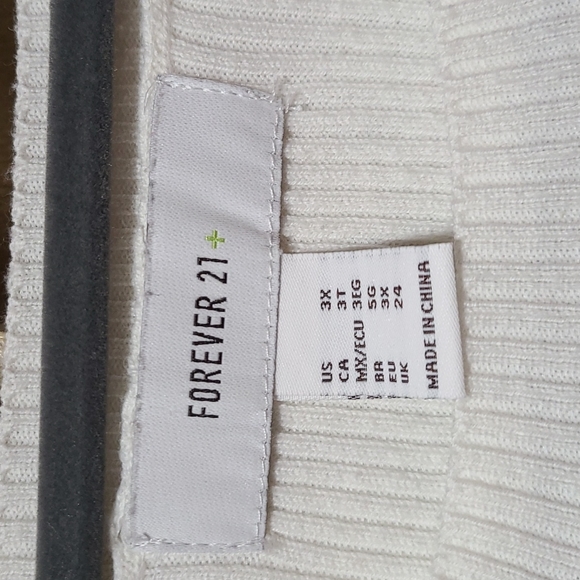 FOREVER 21 +
US 3X
CA 3T
MX/ECU 3EG
BR 5G
EU 3X
UK 24
MADE IN CHINA